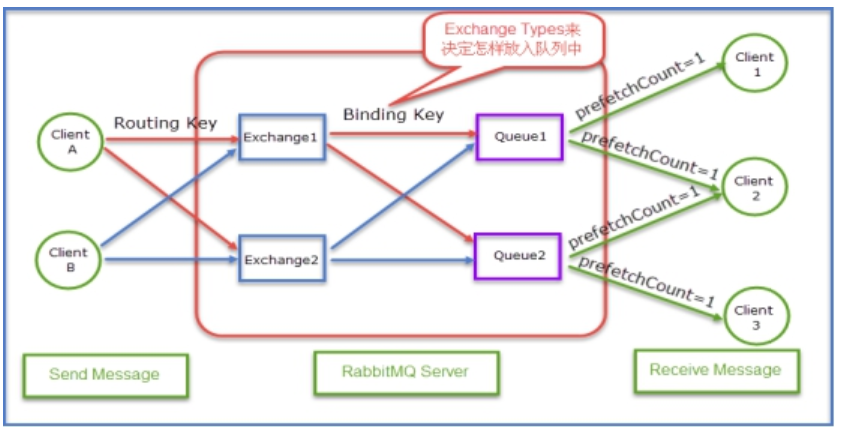 Exchange Types来
决定怎样放入队列中
Client
1
prefetchCount=1
Routing Key
Binding Key
Client
A
Exchange1
Queue1
prefetchCount=1
Client
2
prefetchCount=1
Client
B
Exchange2
Queue2
prefetchCount=1
Client
3
Send Message
RabbitMQ Server
Receive Message